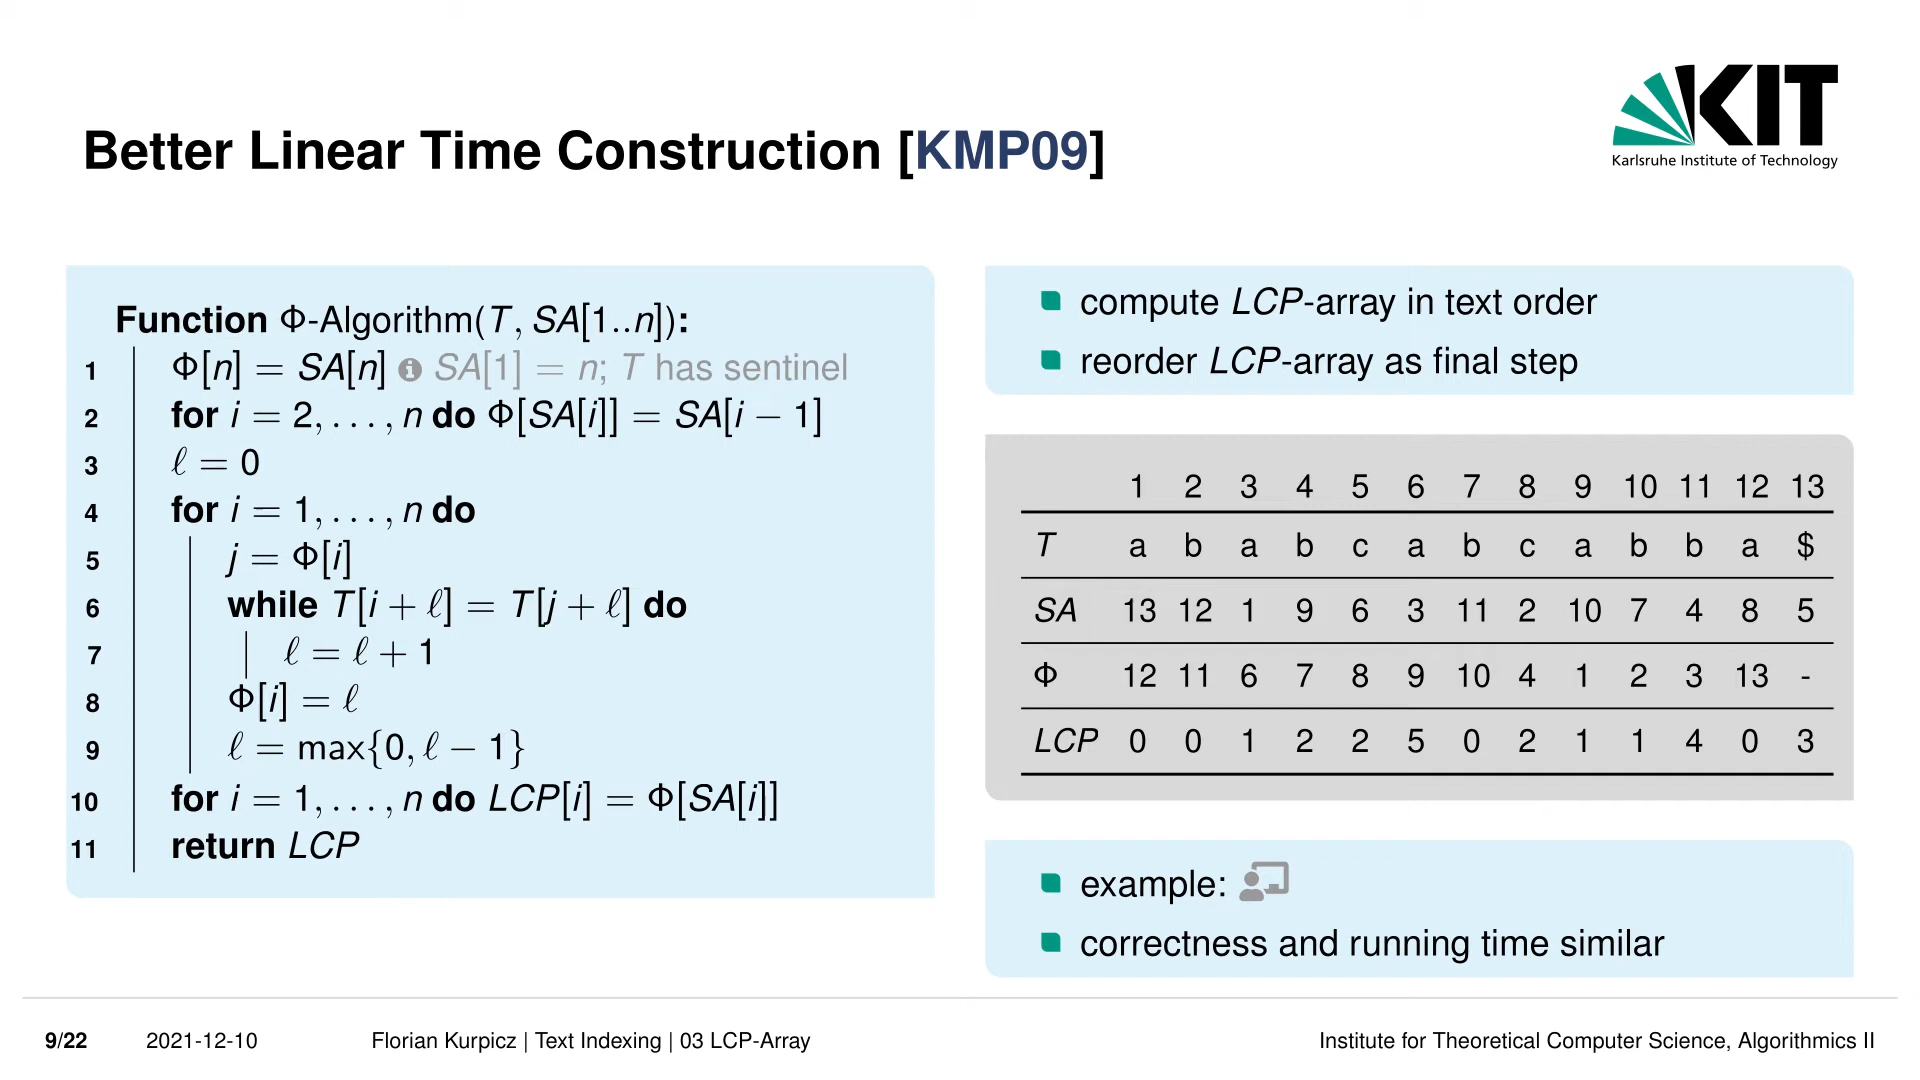 KIT
Karlsruhe Institute of Technology
Better Linear Time Construction [KMP09]
Function Φ-Algorithm(T, SA[1..n]):
1 Φ[n] = SA[n] SA[1] = n; T has sentinel
2 for i = 2, . . . , n do Φ[SA[i]] = SA[i − 1]
3 ℓ = 0
4 for i = 1, . . . , n do
5 j = Φ[i]
6 while T[i + ℓ] = T[j + ℓ] do
7 ℓ = ℓ + 1
8 Φ[i] = ℓ
9 ℓ = max{0, ℓ − 1}
10 for i = 1, . . . , n do LCP[i] = Φ[SA[i]]
11 return LCP
compute LCP-array in text order
reorder LCP-array as final step
1 2 3 4 5 6 7 8 9 10 11 12 13
T a b a b c a b c a b b a $
SA 13 12 1 9 6 3 11 2 10 7 4 8 5
Φ 12 11 6 7 8 9 10 4 1 2 3 13 -
LCP 0 0 1 2 2 5 0 2 1 1 4 0 3
example:
correctness and running time similar
9/22 2021-12-10 Florian Kurpicz | Text Indexing | 03 LCP-Array Institute for Theoretical Computer Science, Algorithmics II